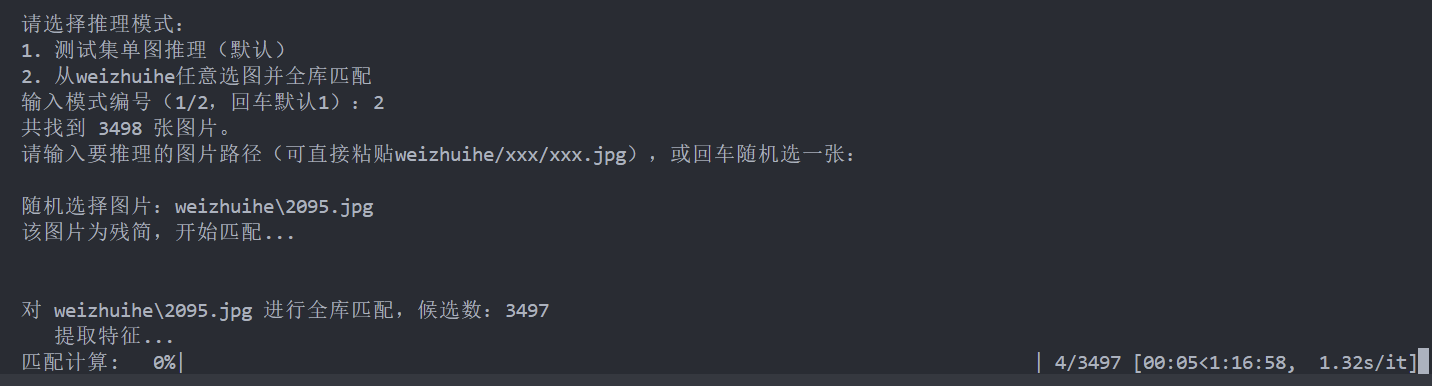 请选择推理模式：
1. 测试集单图推理（默认）
2. 从weizhuihe任意选图并全库匹配
输入模式编号（1/2，回车默认1）：2
共找到 3498 张图片。
请输入要推理的图片路径（可直接粘贴weizhuihe/xxx/xxx.jpg），或回车随机选一张：
随机选择图片：weizhuihe\2095.jpg
该图片为残简，开始匹配...
对 weizhuihe\2095.jpg 进行全库匹配，候选数：3497
提取特征...
匹配计算:   0%|          | 4/3497 [00:05<1:16:58,  1.32s/it]